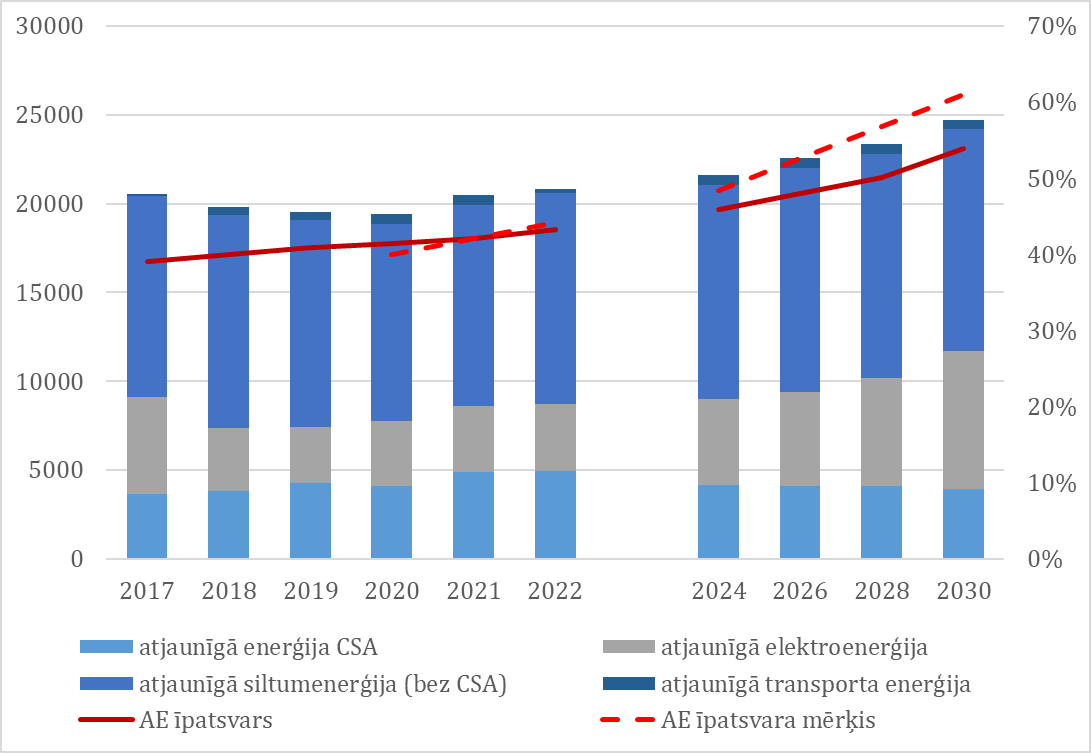 30000
25000
20000
15000
10000
5000
0
70%
60%
50%
40%
30%
20%
10%
0%
2017 2018 2019 2020 2021 2022 2024 2026 2028 2030
atjaunīgā enerģija CSA
atjaunīgā elektroenerģija
atjaunīgā siltumenerģija (bez CSA)
atjaunīgā transporta enerģija
AE īpatsvars
AE īpatsvara mērķis